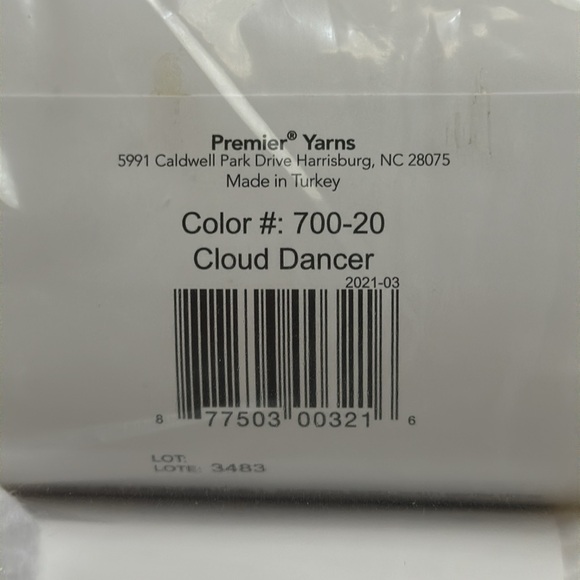 Premier® Yarns
5991 Caldwell Park Drive Harrisburg, NC 28075
Made in Turkey
Color #: 700-20
Cloud Dancer
2021-03
8 77503 00321 6
LOT:
LOTE: 3483